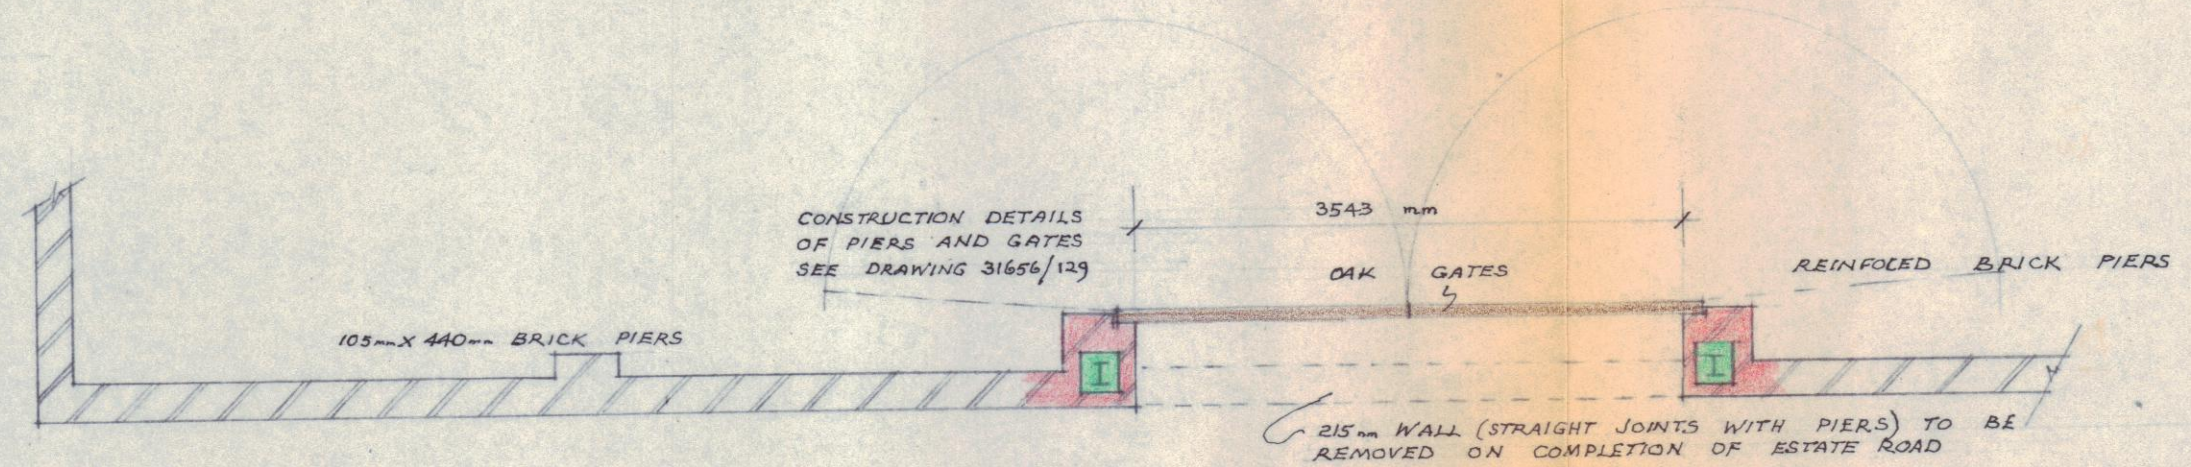 CONSTRUCTION DETAILS
OF PIERS AND GATES
SEE DRAWING 31656/129
3543 mm
OAK GATES
REINFOCED BRICK PIERS
105mm X 440mm BRICK PIERS
I
I
215mm WALL (STRAIGHT JOINTS WITH PIERS) TO BE
REMOVED ON COMPLETION OF ESTATE ROAD